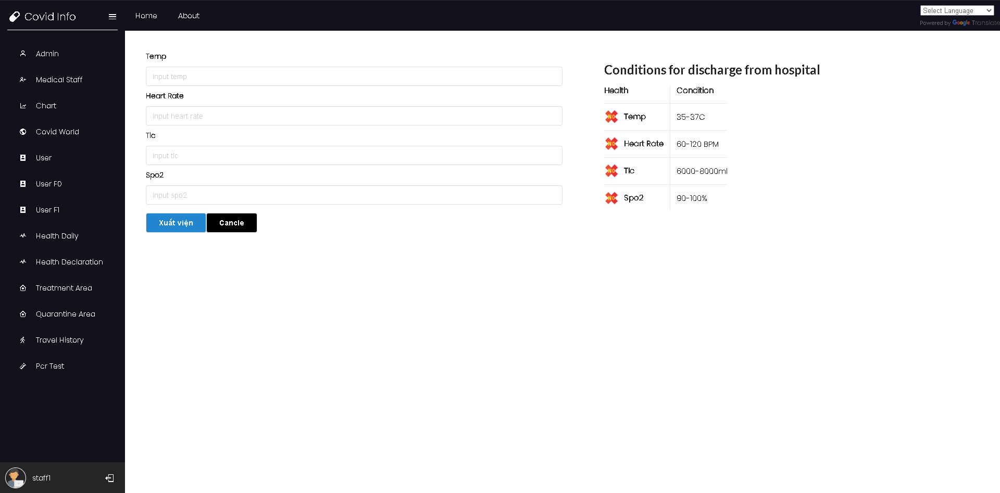 Covid Info
Home
About
Select Language
Powered by Google Translate
Admin
Medical Staff
Chart
Covid World
User
User F0
User F1
Health Daily
Health Declaration
Treatment Area
Quarantine Area
Travel History
Pcr Test
staff1
Temp
Input temp
Heart Rate
Input heart rate
Tlc
Input tlc
Spo2
Input spo2
Xuất viện
Cancle
Conditions for discharge from hospital
Health Condition
NO Temp 35-37C
NO Heart Rate 60-120 BPM
NO Tlc 6000-8000ml
NO Spo2 90-100%